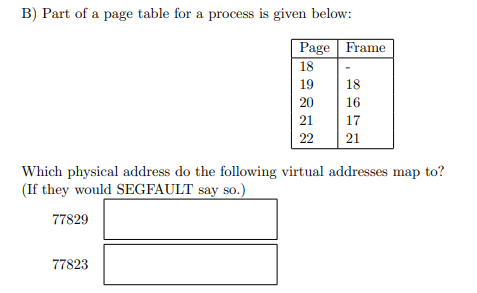 B) Part of a page table for a process is given below:
Page Frame
18 -
19 18
20 16
21 17
22 21
Which physical address do the following virtual addresses map to?
(If they would SEGFAULT say so.)
77829
77823